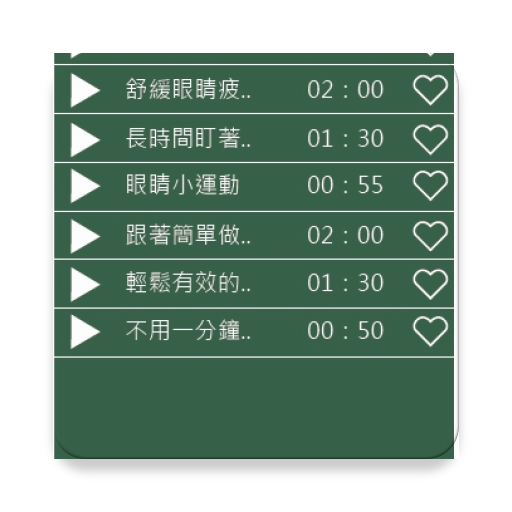 舒緩眼睛疲.. 02 : 00
長時間盯著.. 01 : 30
眼睛小運動 00 : 55
跟著簡單做.. 02 : 00
輕鬆有效的.. 01 : 30
不用一分鐘.. 00 : 50